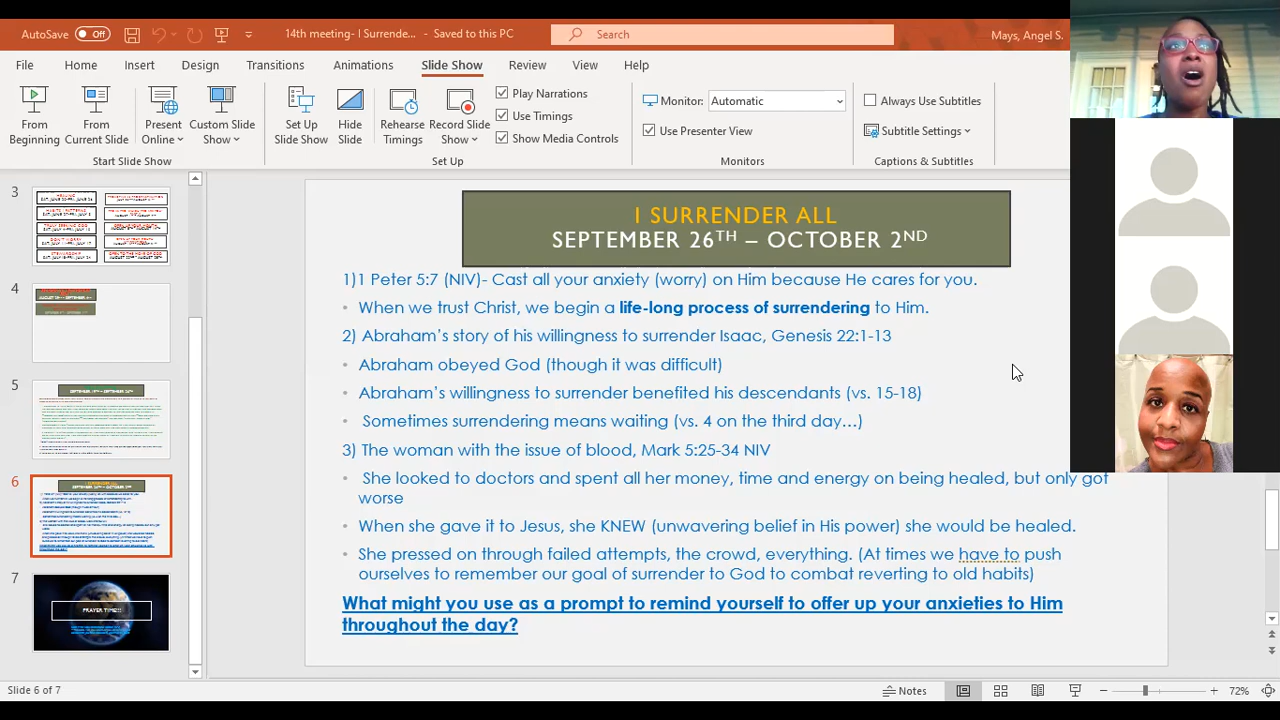 AutoSave Off 14th meeting- I Surrende... - Saved to this PC Search Mays, Angel S.
File Home Insert Design Transitions Animations Slide Show Review View Help
From Beginning From Current Slide Present Online Custom Slide Show Set Up Slide Show Hide Slide Rehearse Timings Record Slide Show
Play Narrations
Use Timings
Show Media Controls
Monitor: Automatic
Use Presenter View
Always Use Subtitles
Subtitle Settings
Start Slide Show Set Up Monitors Captions & Subtitles
3
4
5
6
7
PRAYER TIME!!!
I SURRENDER ALL
SEPTEMBER 26TH – OCTOBER 2ND
1)1 Peter 5:7 (NIV)- Cast all your anxiety (worry) on Him because He cares for you.
• When we trust Christ, we begin a life-long process of surrendering to Him.
2) Abraham's story of his willingness to surrender Isaac, Genesis 22:1-13
• Abraham obeyed God (though it was difficult)
• Abraham's willingness to surrender benefited his descendants (vs. 15-18)
• Sometimes surrendering means waiting (vs. 4 on the third day…)
3) The woman with the issue of blood, Mark 5:25-34 NIV
• She looked to doctors and spent all her money, time and energy on being healed, but only got
worse
• When she gave it to Jesus, she KNEW (unwavering belief in His power) she would be healed.
• She pressed on through failed attempts, the crowd, everything. (At times we have to push
ourselves to remember our goal of surrender to God to combat reverting to old habits)
What might you use as a prompt to remind yourself to offer up your anxieties to Him
throughout the day?
Slide 6 of 7 Notes 72%